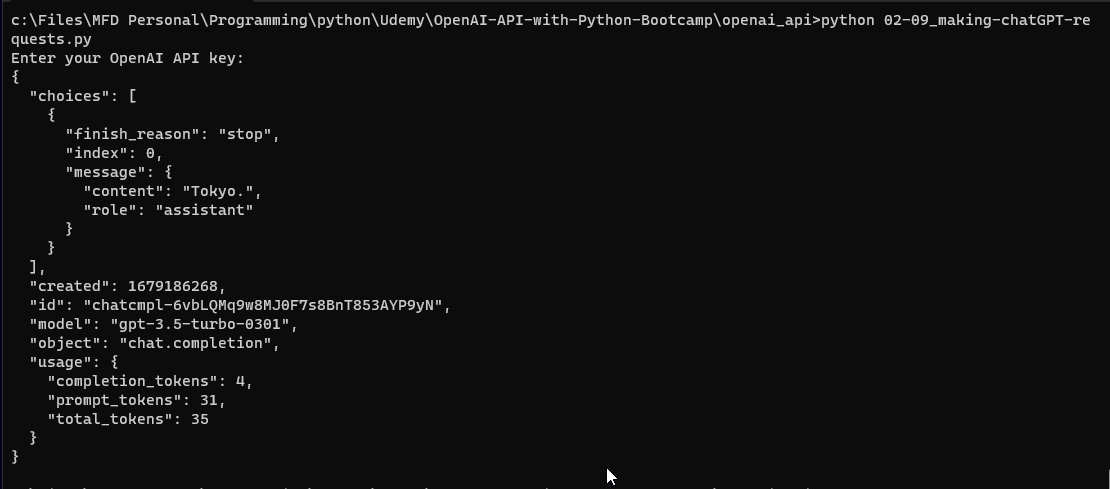 c:\Files\MFD Personal\Programming\python\Udemy\OpenAI-API-with-Python-Bootcamp\openai_api>python 02-09_making-chatGPT-re
quests.py
Enter your OpenAI API key:
{
  "choices": [
    {
      "finish_reason": "stop",
      "index": 0,
      "message": {
        "content": "Tokyo.",
        "role": "assistant"
      }
    }
  ],
  "created": 1679186268,
  "id": "chatcmpl-6vbLQMq9w8MJ0F7s8BnT853AYP9yN",
  "model": "gpt-3.5-turbo-0301",
  "object": "chat.completion",
  "usage": {
    "completion_tokens": 4,
    "prompt_tokens": 31,
    "total_tokens": 35
  }
}